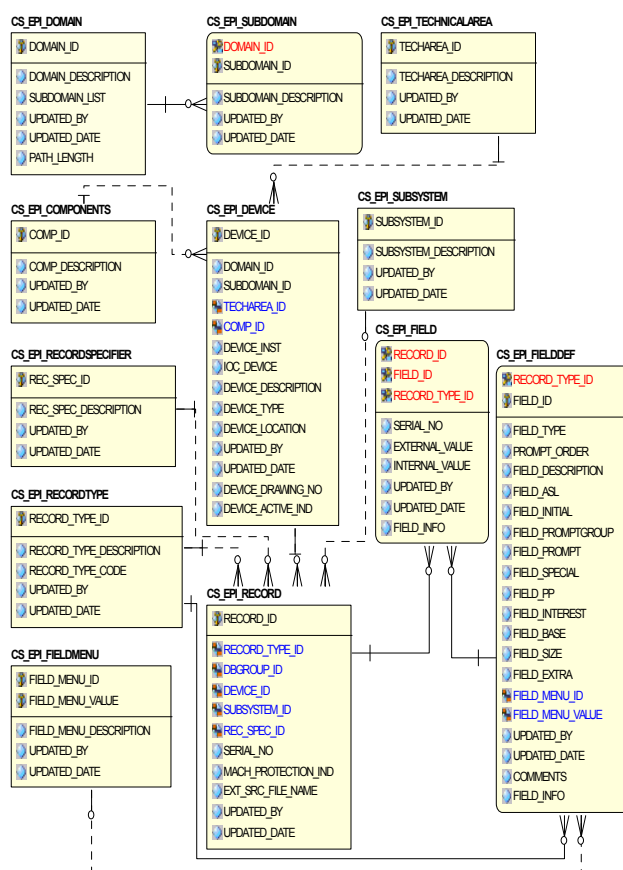 CS_EPI_DOMAIN
DOMAIN_ID
DOMAIN_DESCRIPTION
SUBDOMAIN_LIST
UPDATED_BY
UPDATED_DATE
PATH_LENGTH
CS_EPI_SUBDOMAIN
DOMAIN_ID
SUBDOMAIN_ID
SUBDOMAIN_DESCRIPTION
UPDATED_BY
UPDATED_DATE
CS_EPI_TECHNICALAREA
TECHAREA_ID
TECHAREA_DESCRIPTION
UPDATED_BY
UPDATED_DATE
CS_EPI_COMPONENTS
COMP_ID
COMP_DESCRIPTION
UPDATED_BY
UPDATED_DATE
CS_EPI_DEVICE
DEVICE_ID
DOMAIN_ID
SUBDOMAIN_ID
TECHAREA_ID
COMP_ID
DEVICE_INST
IOC_DEVICE
DEVICE_DESCRIPTION
DEVICE_TYPE
DEVICE_LOCATION
UPDATED_BY
UPDATED_DATE
DEVICE_DRAWING_NO
DEVICE_ACTIVE_IND
CS_EPI_SUBSYSTEM
SUBSYSTEM_ID
SUBSYSTEM_DESCRIPTION
UPDATED_BY
UPDATED_DATE
CS_EPI_RECORDSPECIFIER
REC_SPEC_ID
REC_SPEC_DESCRIPTION
UPDATED_BY
UPDATED_DATE
CS_EPI_FIELD
RECORD_ID
FIELD_ID
RECORD_TYPE_ID
SERIAL_NO
EXTERNAL_VALUE
INTERNAL_VALUE
UPDATED_BY
UPDATED_DATE
FIELD_INFO
CS_EPI_FIELDDEF
RECORD_TYPE_ID
FIELD_ID
FIELD_TYPE
PROMPT_ORDER
FIELD_DESCRIPTION
FIELD_ASL
FIELD_INITIAL
FIELD_PROMPTGROUP
FIELD_PROMPT
FIELD_SPECIAL
FIELD_PP
FIELD_INTEREST
FIELD_BASE
FIELD_SIZE
FIELD_EXTRA
FIELD_MENU_ID
FIELD_MENU_VALUE
UPDATED_BY
UPDATED_DATE
COMMENTS
FIELD_INFO
CS_EPI_RECORDTYPE
RECORD_TYPE_ID
RECORD_TYPE_DESCRIPTION
RECORD_TYPE_CODE
UPDATED_BY
UPDATED_DATE
CS_EPI_RECORD
RECORD_ID
RECORD_TYPE_ID
DBGROUP_ID
DEVICE_ID
SUBSYSTEM_ID
REC_SPEC_ID
SERIAL_NO
MACH_PROTECTION_IND
EXT_SRC_FILE_NAME
UPDATED_BY
UPDATED_DATE
CS_EPI_FIELDMENU
FIELD_MENU_ID
FIELD_MENU_VALUE
FIELD_MENU_DESCRIPTION
UPDATED_BY
UPDATED_DATE